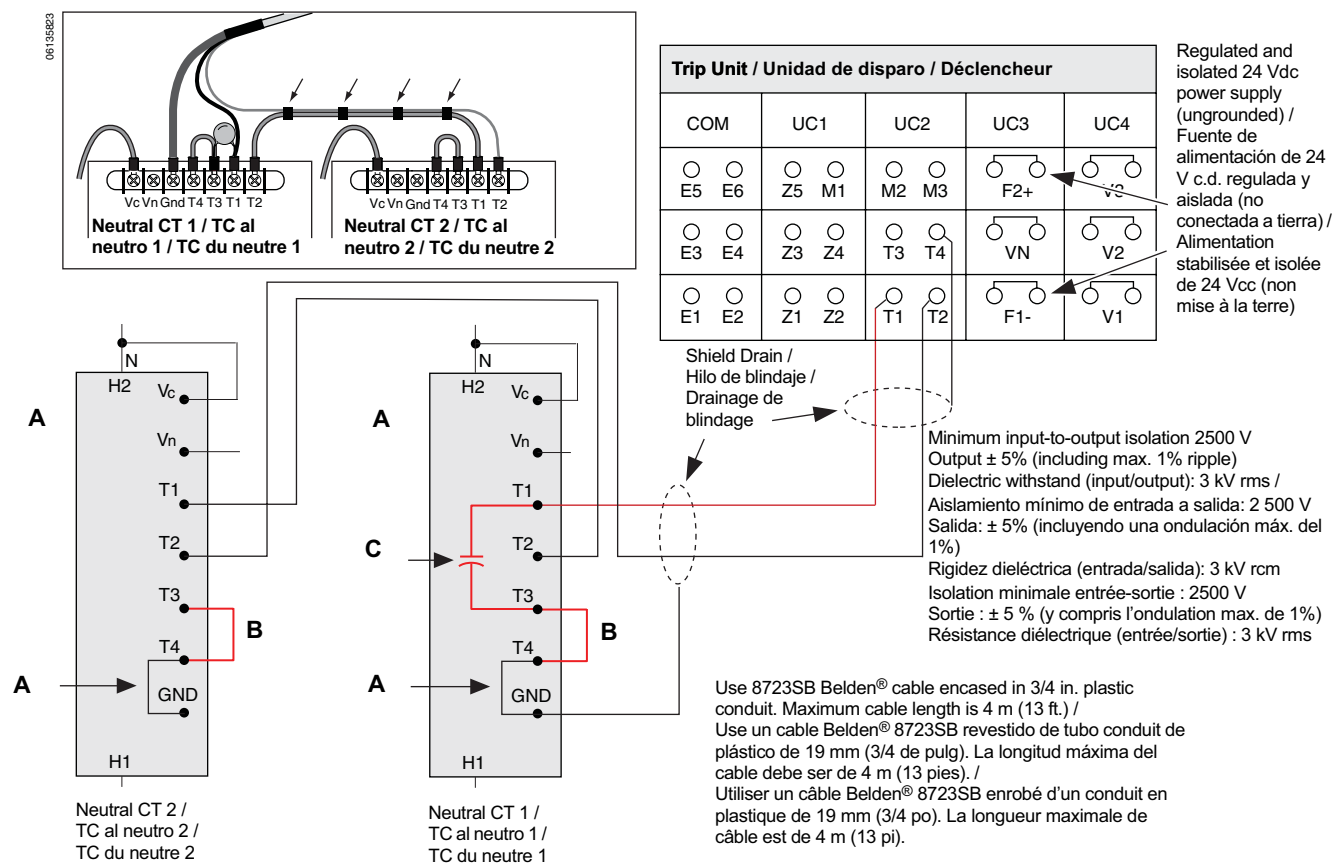 06135823
Vc Vn Gnd T4 T3 T1 T2
Neutral CT 1 / TC al
neutro 1 / TC du neutre 1
Vc Vn Gnd T4 T3 T1 T2
Neutral CT 2 / TC al
neutro 2 / TC du neutre 2
Trip Unit / Unidad de disparo / Déclencheur
COM UC1 UC2 UC3 UC4
E5 E6 Z5 M1 M2 M3 F2+ V3
E3 E4 Z3 Z4 T3 T4 VN V2
E1 E2 Z1 Z2 T1 T2 F1- V1
Regulated and
isolated 24 Vdc
power supply
(ungrounded) /
Fuente de
alimentación de 24
V c.d. regulada y
aislada (no
conectada a tierra) /
Alimentation
stabilisée et isolée
de 24 Vcc (non
mise à la terre)
Shield Drain /
Hilo de blindaje /
Drainage de
blindage
N
H2
Vc
A
Vn
T1
T2
T3
B
T4
A
GND
H1
Neutral CT 2 /
TC al neutro 2 /
TC du neutre 2
N
H2
Vc
A
Vn
T1
T2
C
T3
B
T4
A
GND
H1
Neutral CT 1 /
TC al neutro 1 /
TC du neutre 1
Minimum input-to-output isolation 2500 V
Output ± 5% (including max. 1% ripple)
Dielectric withstand (input/output): 3 kV rms /
Aislamiento mínimo de entrada a salida: 2 500 V
Salida: ± 5% (incluyendo una ondulación máx. del
1%)
Rigidez dieléctrica (entrada/salida): 3 kV rcm
Isolation minimale entrée-sortie : 2500 V
Sortie : ± 5 % (y compris l’ondulation max. de 1%)
Résistance diélectrique (entrée/sortie) : 3 kV rms
Use 8723SB Belden® cable encased in 3/4 in. plastic
conduit. Maximum cable length is 4 m (13 ft.) /
Use un cable Belden® 8723SB revestido de tubo conduit de
plástico de 19 mm (3/4 de pulg). La longitud máxima del
cable debe ser de 4 m (13 pies). /
Utiliser un câble Belden® 8723SB enrobé d’un conduit en
plastique de 19 mm (3/4 po). La longueur maximale de
câble est de 4 m (13 pi).